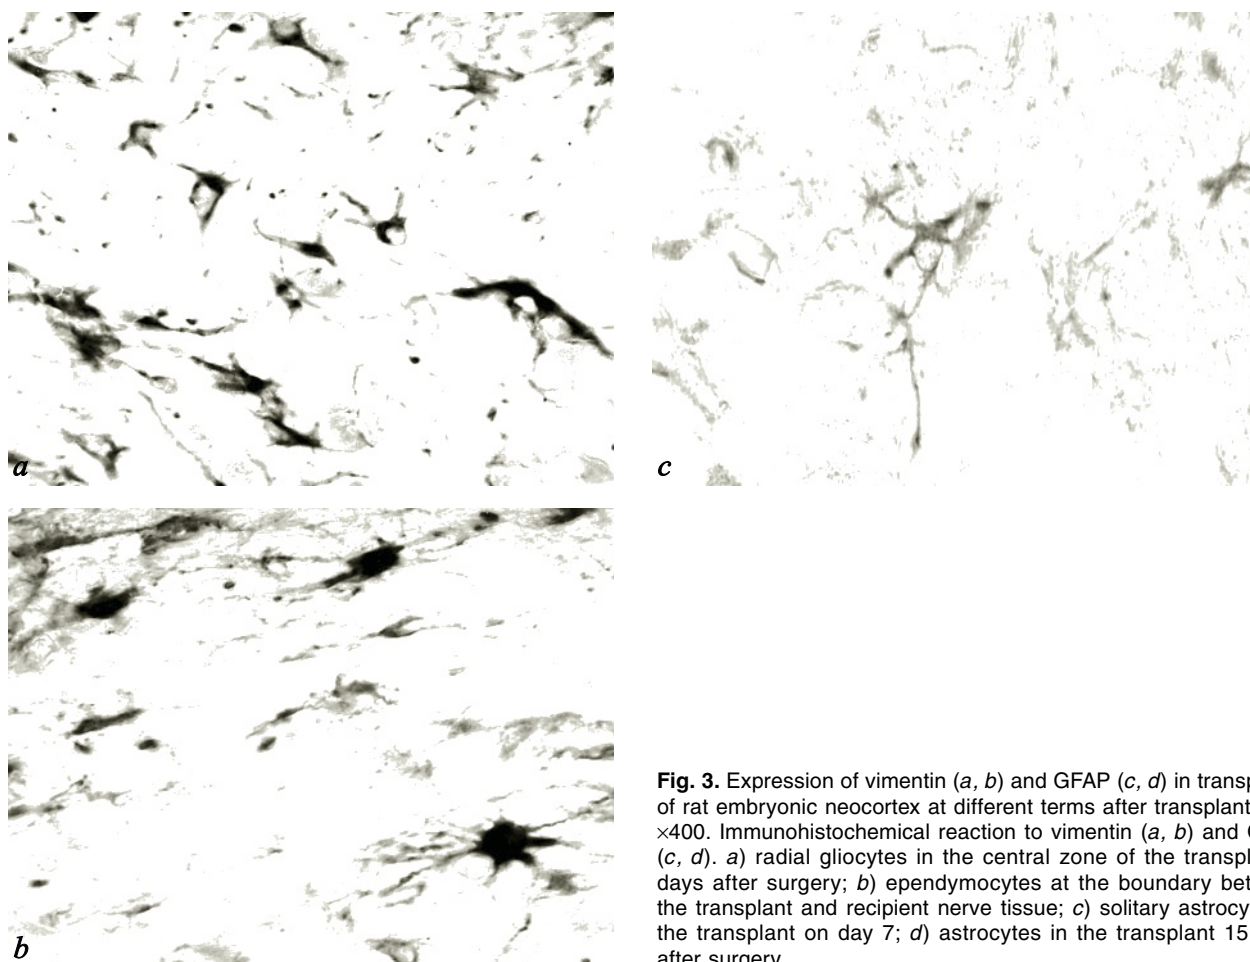 a
c
b
Fig. 3. Expression of vimentin (a, b) and GFAP (c, d) in transp
of rat embryonic neocortex at different terms after transplant
×400. Immunohistochemical reaction to vimentin (a, b) and
(c, d). a) radial gliocytes in the central zone of the transpl
days after surgery; b) ependymocytes at the boundary bet
the transplant and recipient nerve tissue; c) solitary astrocy
the transplant on day 7; d) astrocytes in the transplant 15
after surgery